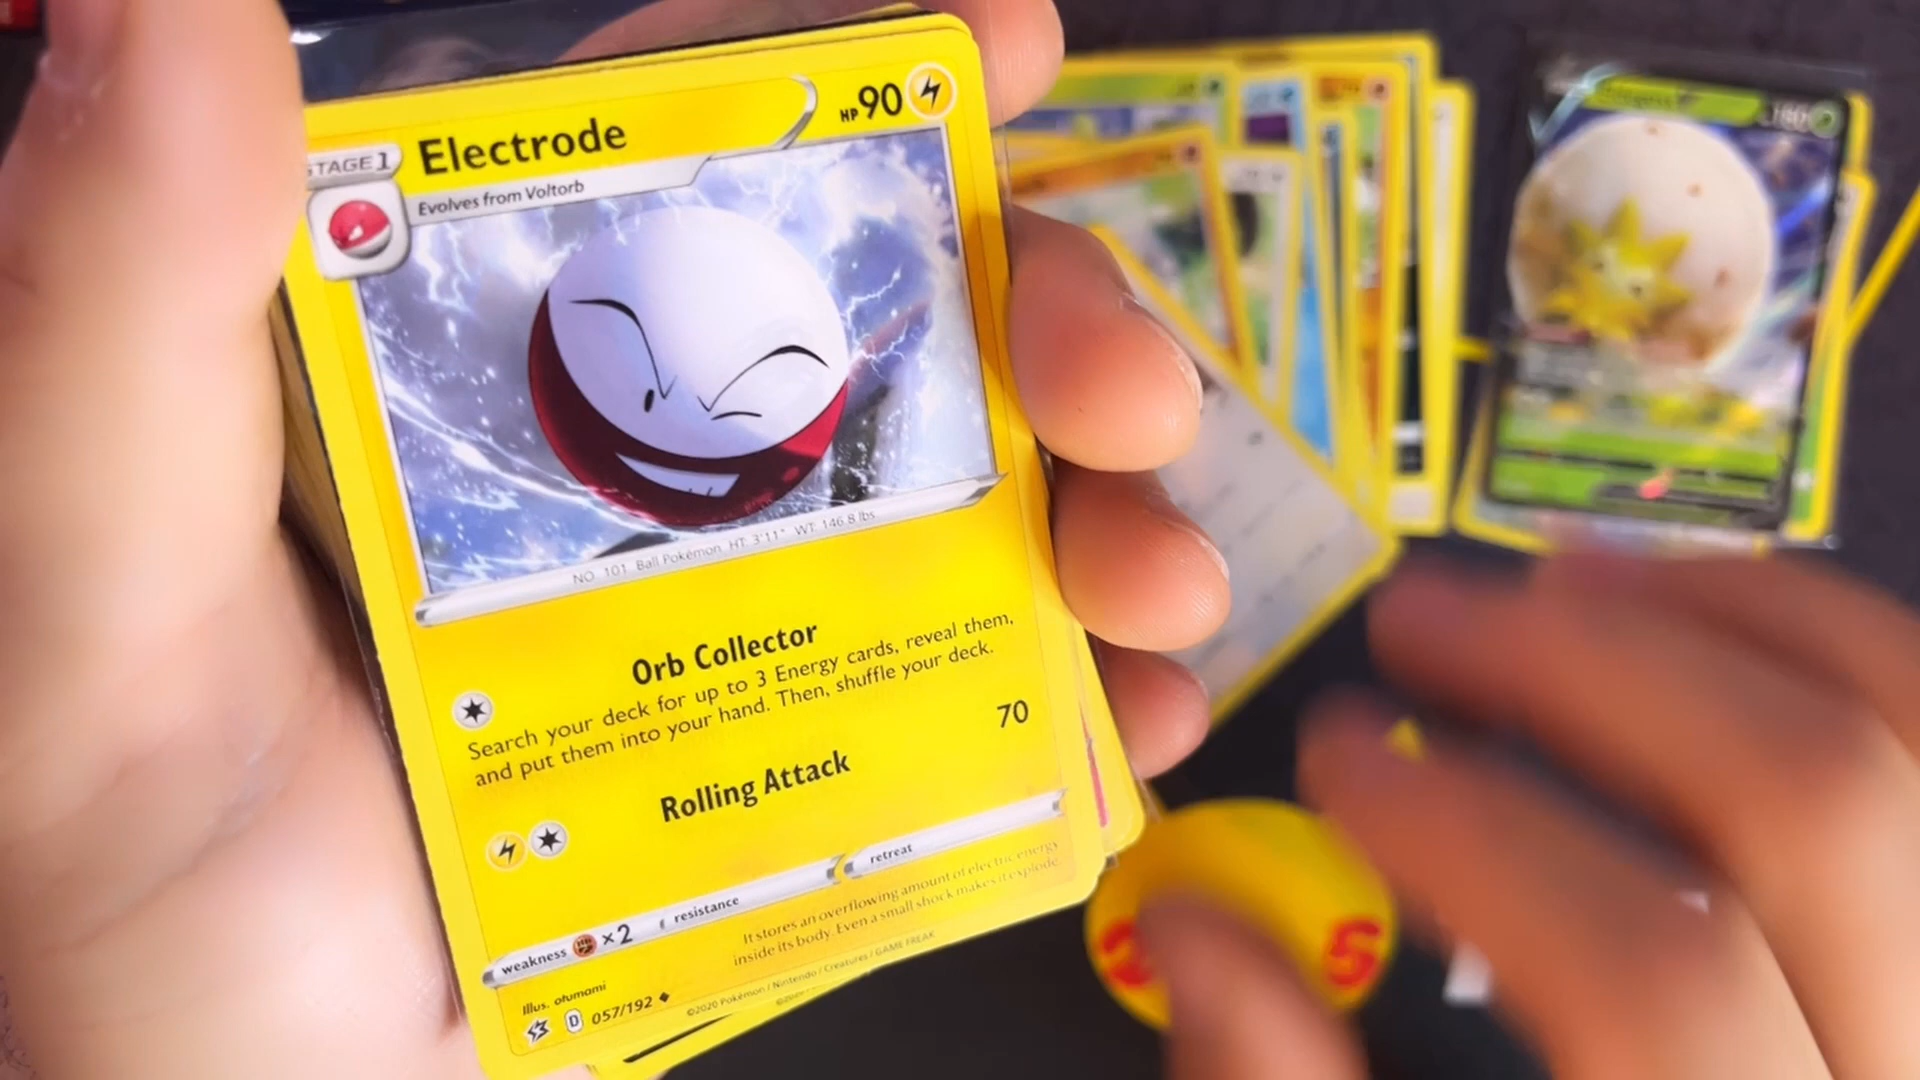 STAGE1
Electrode
HP 90
Evolves from Voltorb
NO. 101 Ball Pokémon HT: 3'11" WT: 146.8 lbs
Orb Collector
Search your deck for up to 3 Energy cards, reveal them,
and put them into your hand. Then, shuffle your deck.
Rolling Attack 70
weakness ×2 resistance retreat
It stores an overflowing amount of electric energy
inside its body. Even a small shock makes it explode.
Illus. otumami
D 057/192
©2020 Pokémon / Nintendo / Creatures / GAME FREAK
180
5